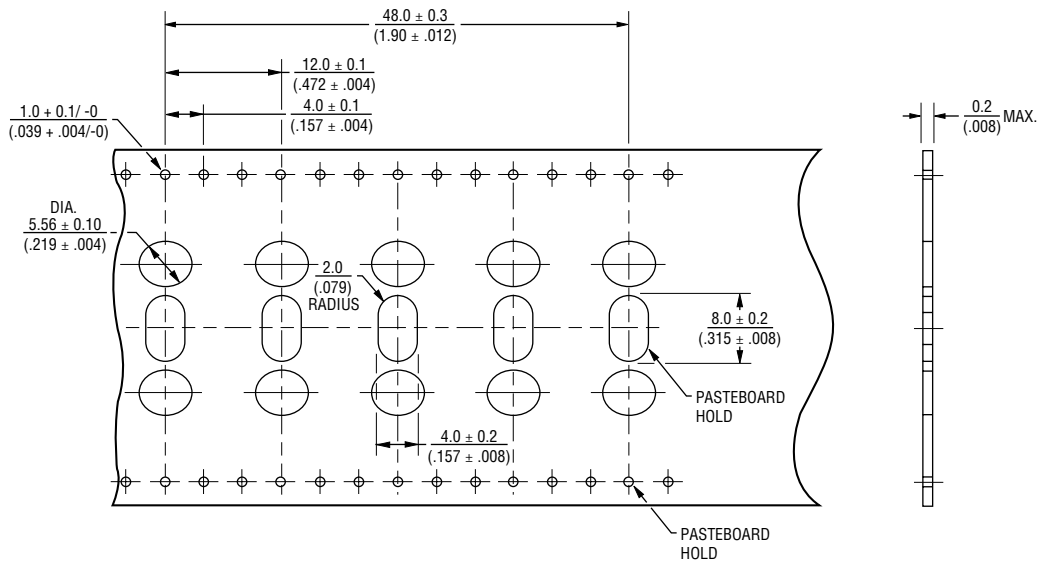 48.0 ± 0.3
(1.90 ± .012)
12.0 ± 0.1
(.472 ± .004)
4.0 ± 0.1
(.157 ± .004)
1.0 + 0.1/ -0
(.039 + .004/-0)
0.2
(.008)
MAX.
DIA.
5.56 ± 0.10
(.219 ± .004)
2.0
(.079)
RADIUS
8.0 ± 0.2
(.315 ± .008)
PASTEBOARD
HOLD
4.0 ± 0.2
(.157 ± .008)
PASTEBOARD
HOLD